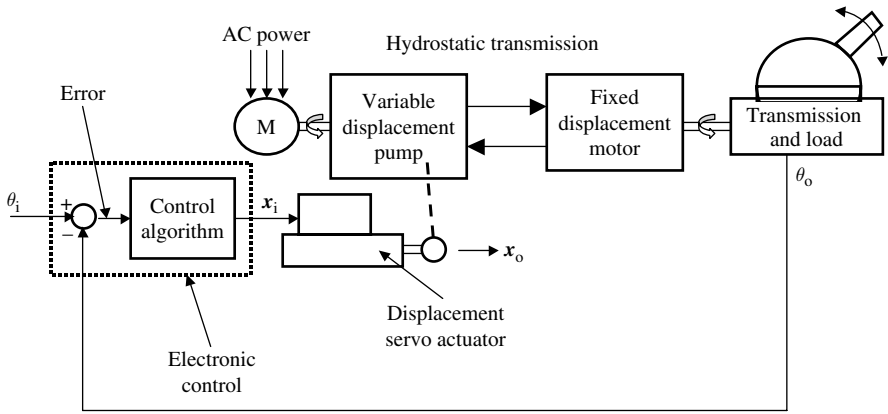 AC power
Hydrostatic transmission
Error
M
Variable
displacement
pump
Fixed
displacement
motor
Transmission
and load
θo
θi
+
−
Control
algorithm
xi
xo
Displacement
servo actuator
Electronic
control